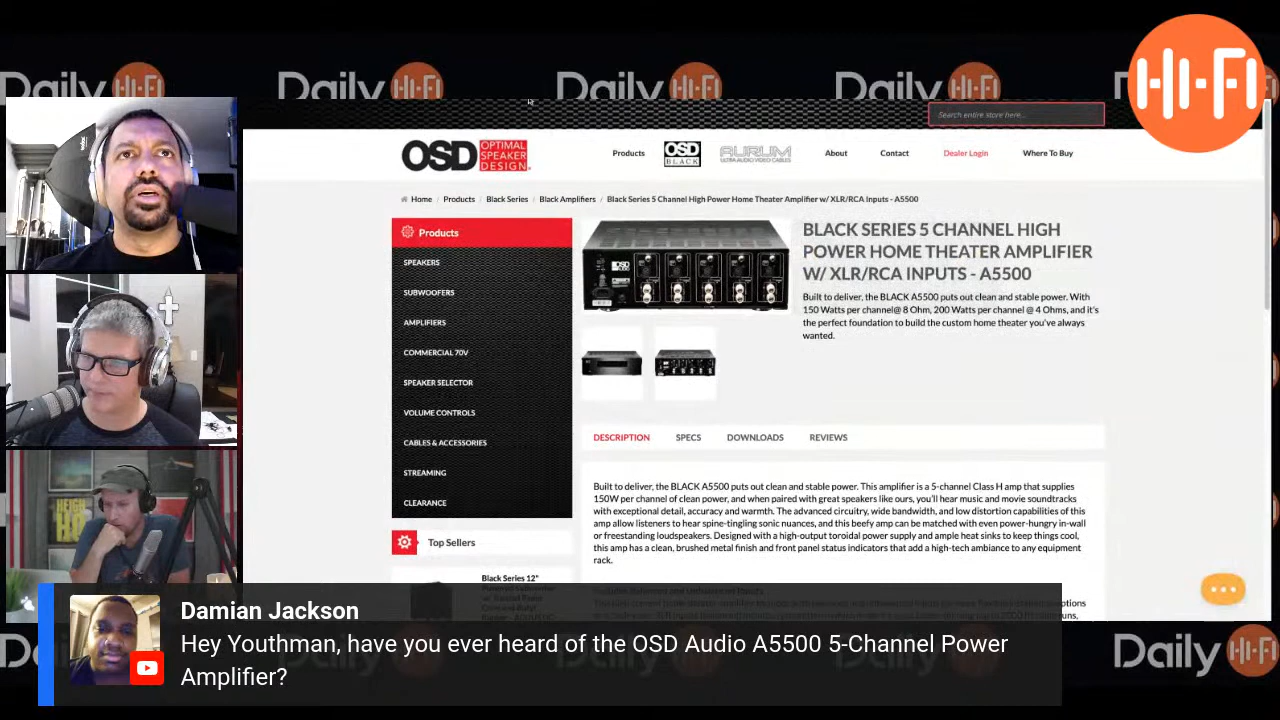 Daily Daily Daily Daily
HI-FI
Search entire store here...
OSD OPTIMAL SPEAKER DESIGN
Products
OSD BLACK
AURUM
ULTRA AUDIO VIDEO CABLES
About
Contact
Dealer Login
Where To Buy
Home / Products / Black Series / Black Amplifiers / Black Series 5 Channel High Power Home Theater Amplifier w/ XLR/RCA Inputs - A5500
Products
SPEAKERS
SUBWOOFERS
AMPLIFIERS
COMMERCIAL 70V
SPEAKER SELECTOR
VOLUME CONTROLS
CABLES & ACCESSORIES
STREAMING
CLEARANCE
Top Sellers
Black Series 12"
OSD AUDIO
BLACK SERIES 5 CHANNEL HIGH
POWER HOME THEATER AMPLIFIER
W/ XLR/RCA INPUTS - A5500
Built to deliver, the BLACK A5500 puts out clean and stable power. With
150 Watts per channel@ 8 Ohm, 200 Watts per channel @ 4 Ohms, and it's
the perfect foundation to build the custom home theater you've always
wanted.
DESCRIPTION
SPECS
DOWNLOADS
REVIEWS
Built to deliver, the BLACK A5500 puts out clean and stable power. This amplifier is a 5-channel Class H amp that supplies
150W per channel of clean power, and when paired with great speakers like ours, you'll hear music and movie soundtracks
with exceptional detail, accuracy and warmth. The advanced circuitry, wide bandwidth, and low distortion capabilities of this
amp allow listeners to hear spine-tingling sonic nuances, and this beefy amp can be matched with even power-hungry in-wall
or freestanding loudspeakers. Designed with a high-output toroidal power supply and ample heat sinks to keep things cool,
this amp has a clean, brushed metal finish and front panel status indicators that add a high-tech ambiance to any equipment
rack.
Damian Jackson
Hey Youthman, have you ever heard of the OSD Audio A5500 5-Channel Power
Amplifier?
Daily HI-FI